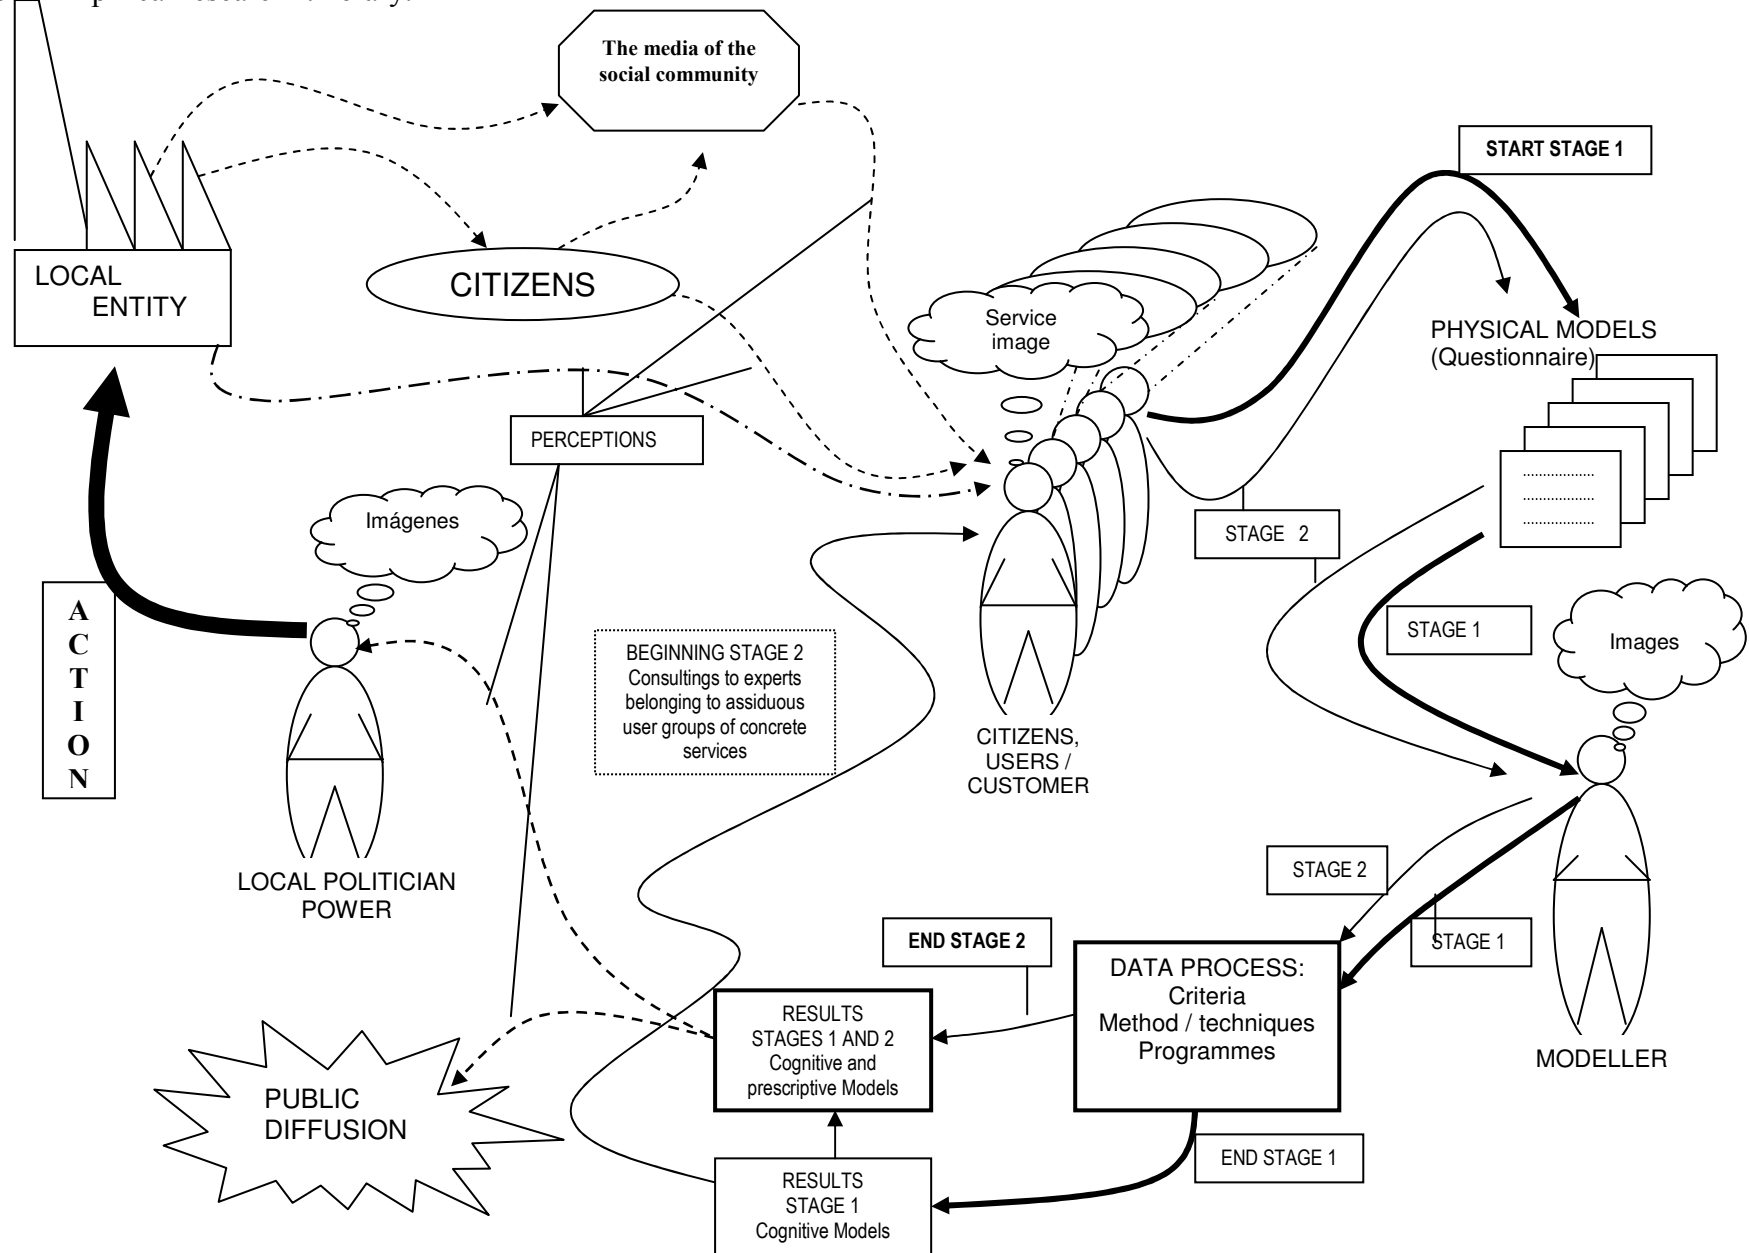 The media of the
social community
START STAGE 1
LOCAL
ENTITY
CITIZENS
Service
image
PHYSICAL MODELS
(Questionnaire)
PERCEPTIONS
Imágenes
STAGE 2
A
C
T
I
O
N
BEGINNING STAGE 2
Consultings to experts
belonging to assiduous
user groups of concrete
services
STAGE 1
Images
CITIZENS,
USERS /
CUSTOMER
LOCAL POLITICIAN
POWER
STAGE 2
END STAGE 2
STAGE 1
DATA PROCESS:
Criteria
Method / techniques
Programmes
RESULTS
STAGES 1 AND 2
Cognitive and
prescriptive Models
MODELLER
PUBLIC
DIFFUSION
END STAGE 1
RESULTS
STAGE 1
Cognitive Models